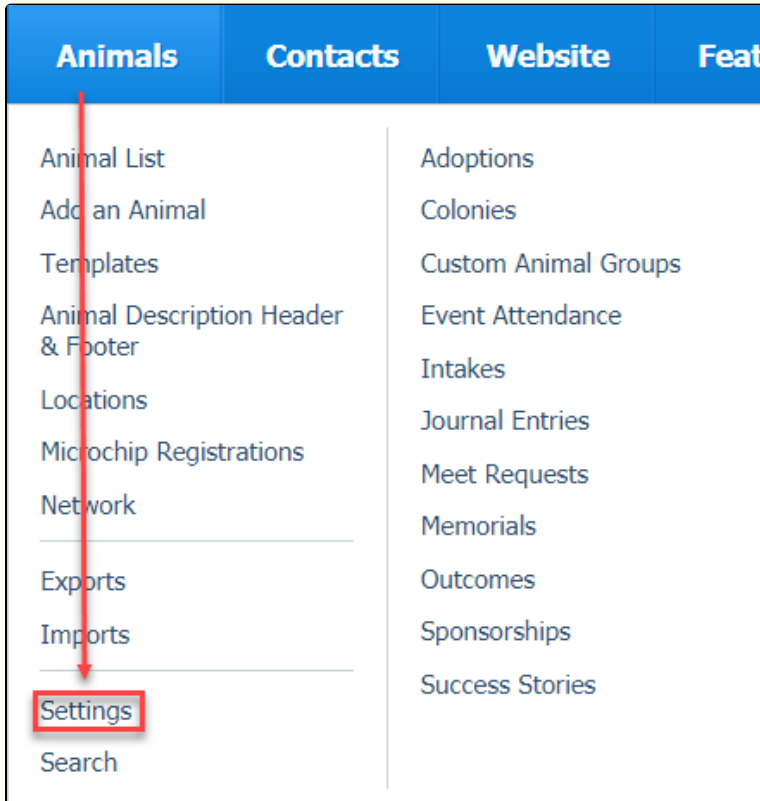 Animals Contacts Website Feat
Animal List
Add an Animal
Templates
Animal Description Header
& Footer
Locations
Microchip Registrations
Network
Exports
Imports
Settings
Search
Adoptions
Colonies
Custom Animal Groups
Event Attendance
Intakes
Journal Entries
Meet Requests
Memorials
Outcomes
Sponsorships
Success Stories